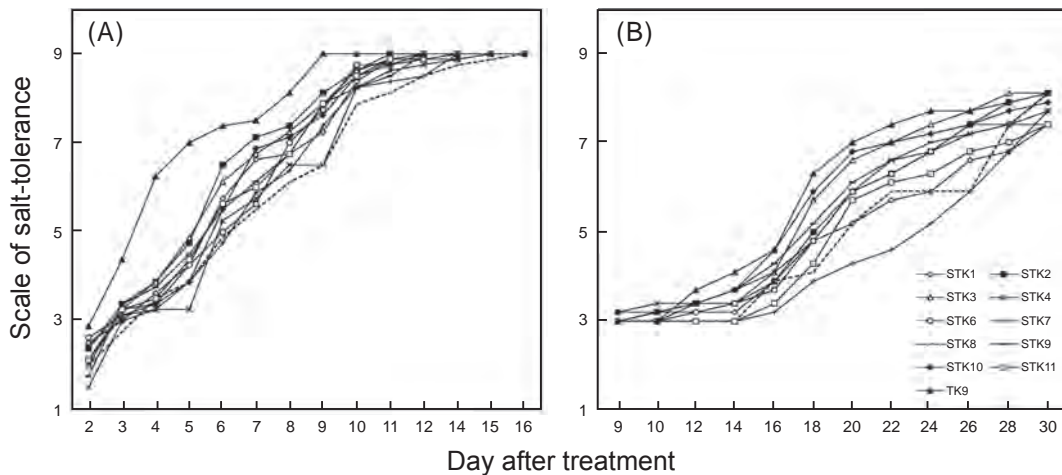 (A)
(B)
Scale of salt-tolerance
9
7
5
3
1
2 3 4 5 6 7 8 9 10 11 12 14 15 16
9
7
5
3
1
9 10 12 14 16 18 20 22 24 26 28 30
STK1 STK2
STK3 STK4
STK6 STK7
STK8 STK9
STK10 STK11
TK9
Day after treatment